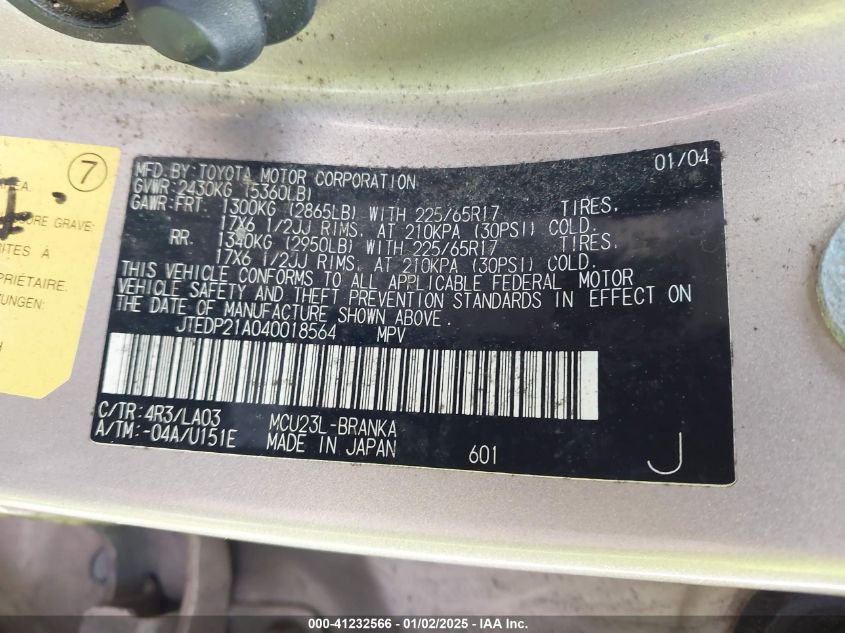 7
EA.
SORE GRAVE:
RITES À
PRIÉTAIRE.
UNGEN:
MFD.BY:TOYOTA MOTOR CORPORATION 01/04
GVWR:2430KG (5360LB)
GAWR:FRT. 1300KG (2865LB) WITH 225/65R17 TIRES.
17X6 1/2JJ RIMS. AT 210KPA (30PSI) COLD.
RR. 1340KG (2950LB) WITH 225/65R17 TIRES.
17X6 1/2JJ RIMS. AT 210KPA (30PSI) COLD.
THIS VEHICLE CONFORMS TO ALL APPLICABLE FEDERAL MOTOR
VEHICLE SAFETY AND THEFT PREVENTION STANDARDS IN EFFECT ON
THE DATE OF MANUFACTURE SHOWN ABOVE.
JTEDP21A040018564 MPV
C/TR:4R3/LA03 MCU23L-BRANKA
A/TM:-04A/U151E MADE IN JAPAN 601 J
000-41232566 - 01/02/2025 - IAA Inc.